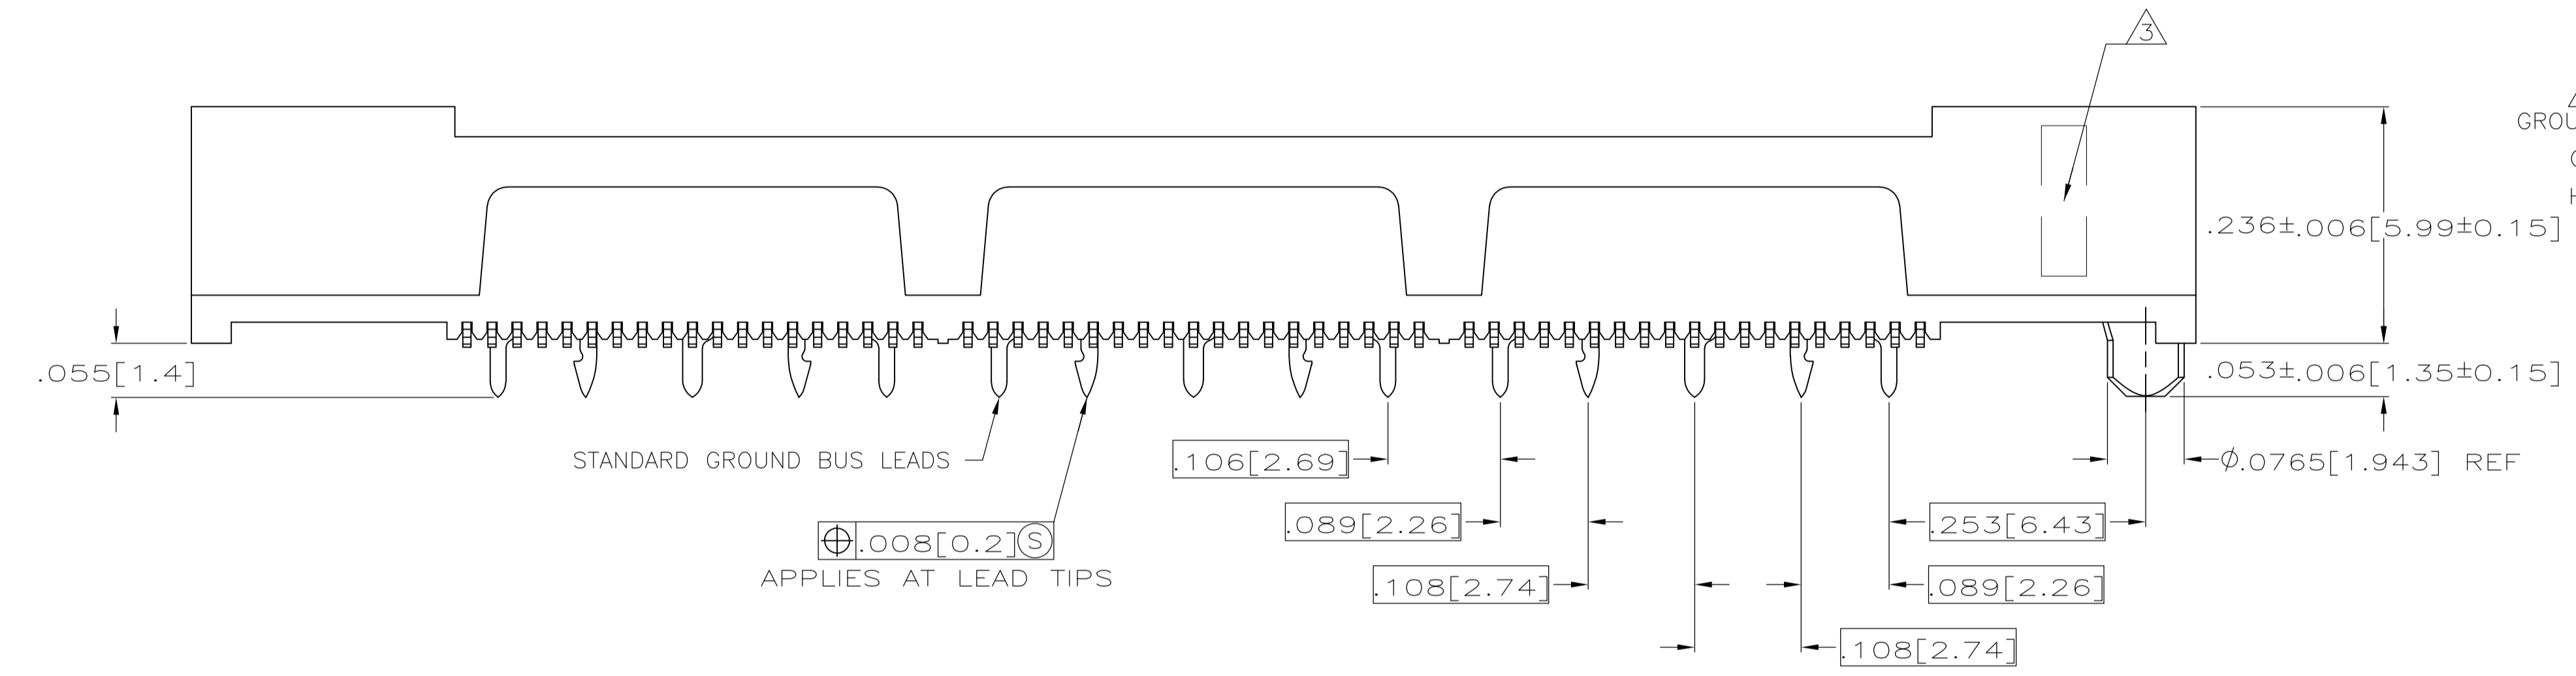 3
GROU
.236±.006[5.99±0.15]
.055[1.4]
.053±.006[1.35±0.15]
STANDARD GROUND BUS LEADS
.106[2.69]
⌀.0765[1.943] REF
.089[2.26]
.253[6.43]
⌖.008[0.2]Ⓢ
APPLIES AT LEAD TIPS
.108[2.74]
.089[2.26]
.108[2.74]